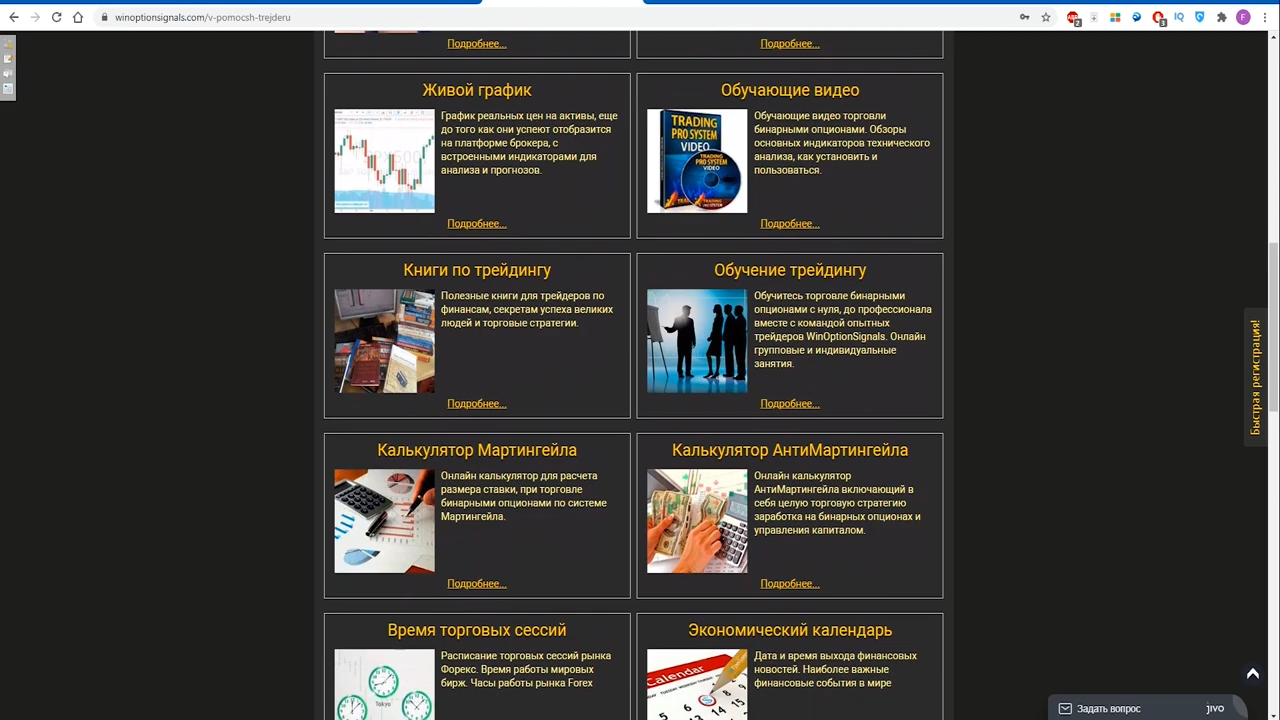 winoptionsignals.com/v-pomocsh-trejderu
Подробнее...
Подробнее...
Живой график
График реальных цен на активы, еще
до того как они успеют отобразится
на платформе брокера, с
встроенными индикаторами для
анализа и прогнозов.
Подробнее...
Обучающие видео
TRADING
PRO SYSTEM
VIDEO
TRADING
PRO SYSTEM
VIDEO
Обучающие видео торговли
бинарными опционами. Обзоры
основных индикаторов технического
анализа, как установить и
пользоваться.
Подробнее...
Книги по трейдингу
Полезные книги для трейдеров по
финансам, секретам успеха великих
людей и торговые стратегии.
Подробнее...
Обучение трейдингу
Обучитесь торговле бинарными
опционами с нуля, до профессионала
вместе с командой опытных
трейдеров WinOptionSignals. Онлайн
групповые и индивидуальные
занятия.
Подробнее...
Калькулятор Мартингейла
Онлайн калькулятор для расчета
размера ставки, при торговле
бинарными опционами по системе
Мартингейла.
Подробнее...
Калькулятор АнтиМартингейла
Онлайн калькулятор
АнтиМартингейла включающий в
себя целую торговую стратегию
заработка на бинарных опционах и
управления капиталом.
Подробнее...
Время торговых сессий
Tokyo
Расписание торговых сессий рынка
Форекс. Время работы мировых
бирж. Часы работы рынка Forex
Экономический календарь
Calendar
Дата и время выхода финансовых
новостей. Наиболее важные
финансовые события в мире
Быстрая регистрация!
Задать вопрос
jivo